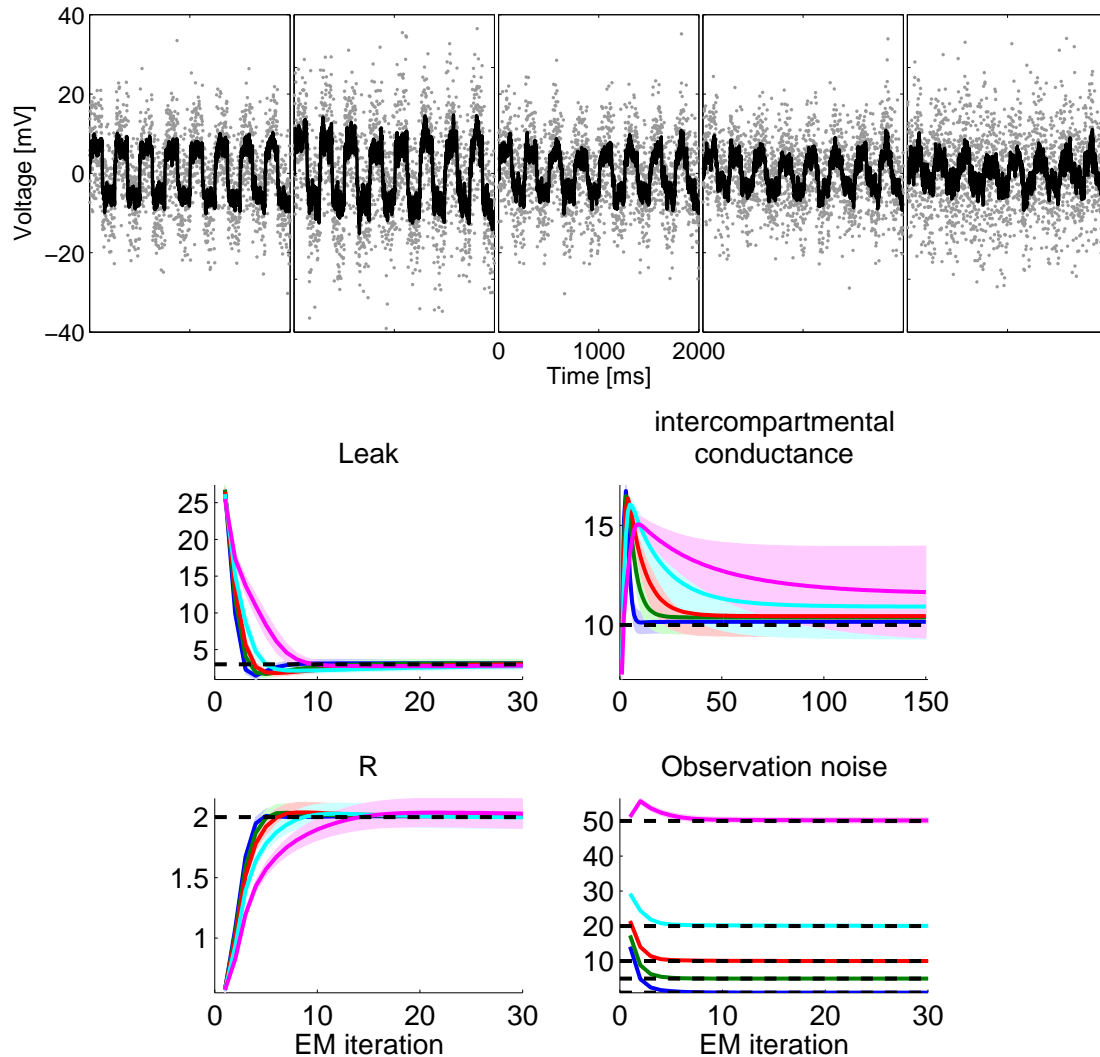 40
20
0
−20
−40
Voltage [mV]
0 1000 2000
Time [ms]
Leak
25
20
15
10
5
0 10 20 30
intercompartmental
conductance
15
10
0 50 100 150
R
2
1.5
1
0 10 20 30
EM iteration
Observation noise
50
40
30
20
10
0 10 20 30
EM iteration